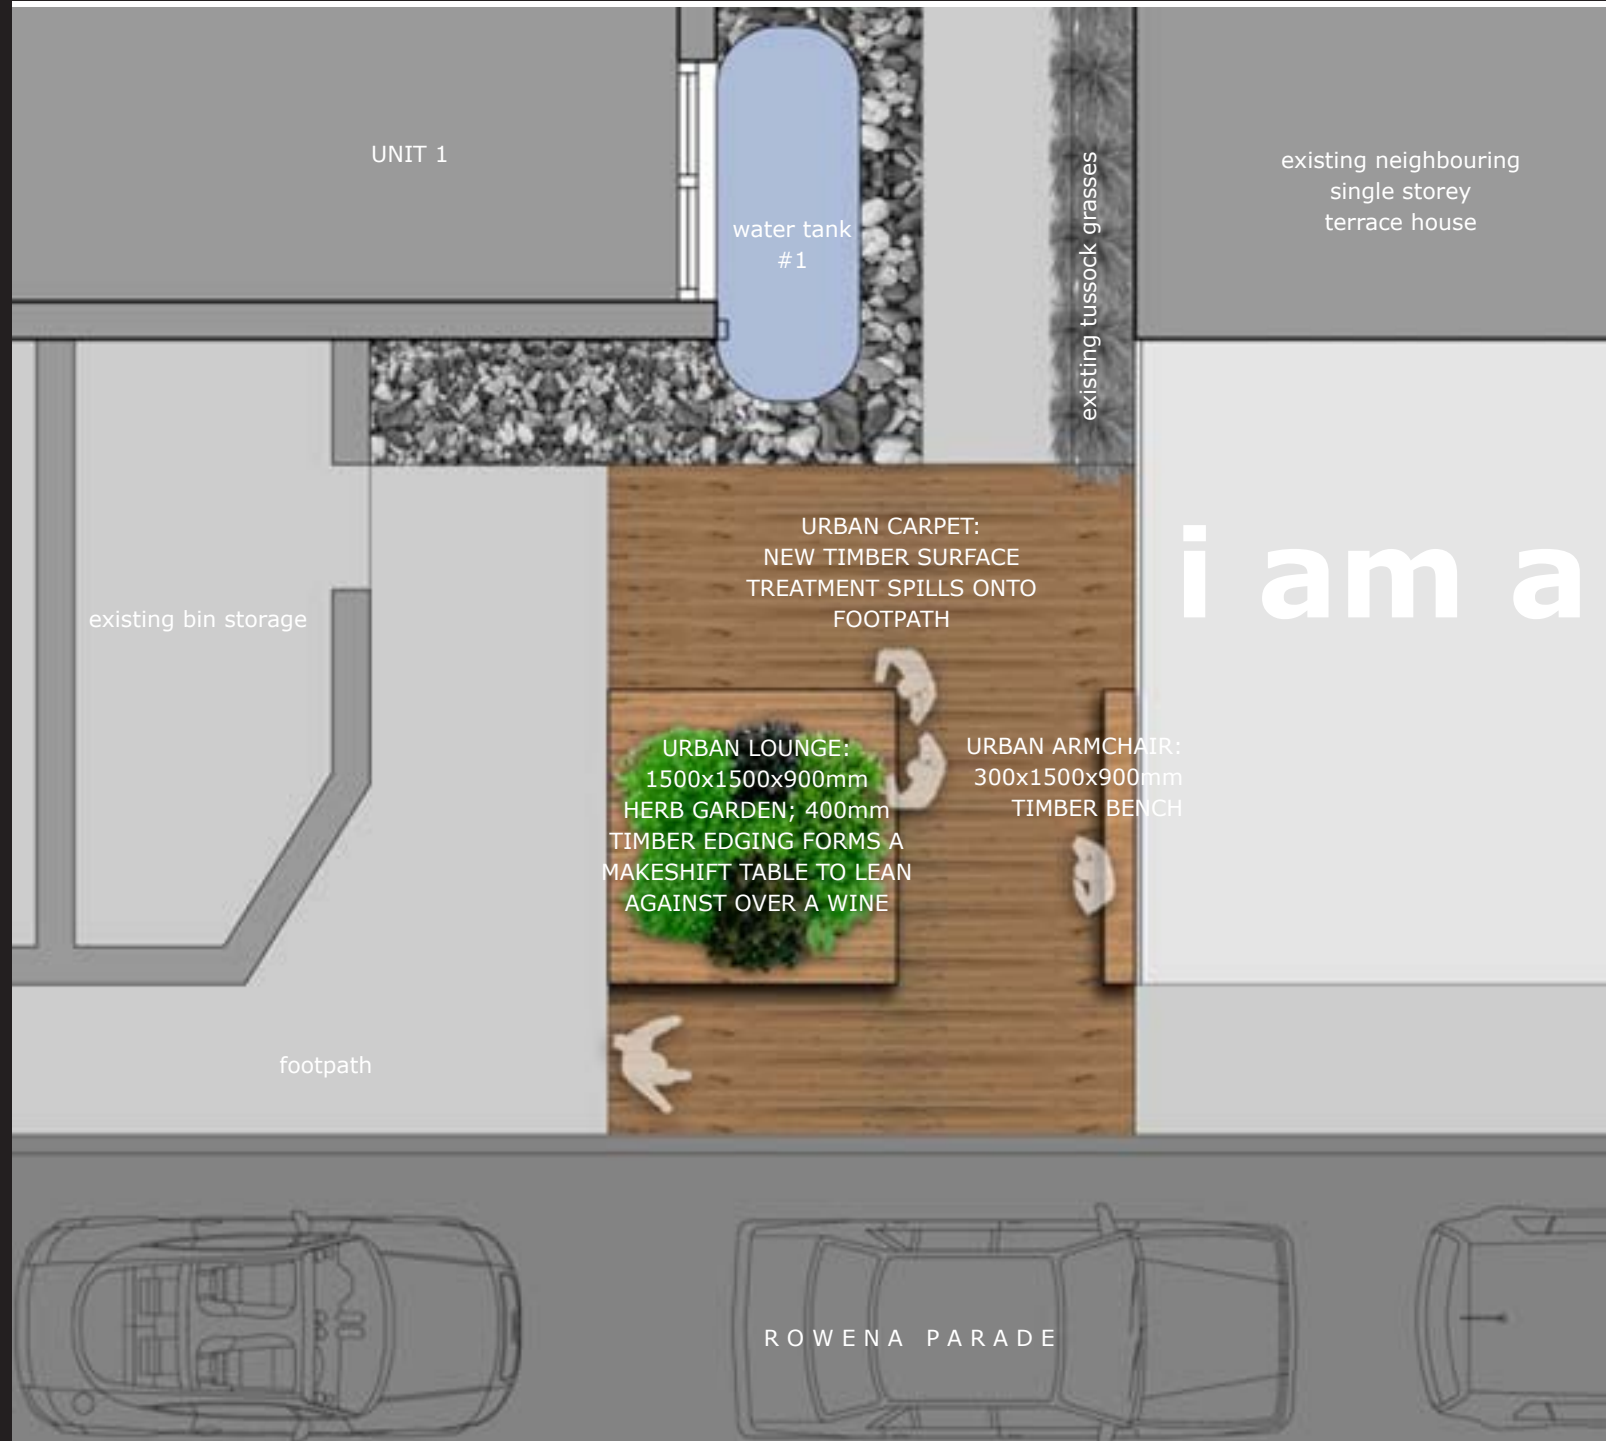 UNIT 1
water tank
#1
existing tussock grasses
existing neighbouring
single storey
terrace house
URBAN CARPET:
NEW TIMBER SURFACE
TREATMENT SPILLS ONTO
FOOTPATH
i am a
existing bin storage
URBAN LOUNGE:
1500x1500x900mm
HERB GARDEN; 400mm
TIMBER EDGING FORMS A
MAKESHIFT TABLE TO LEAN
AGAINST OVER A WINE
URBAN ARMCHAIR:
300x1500x900mm
TIMBER BENCH
footpath
ROWENA PARADE